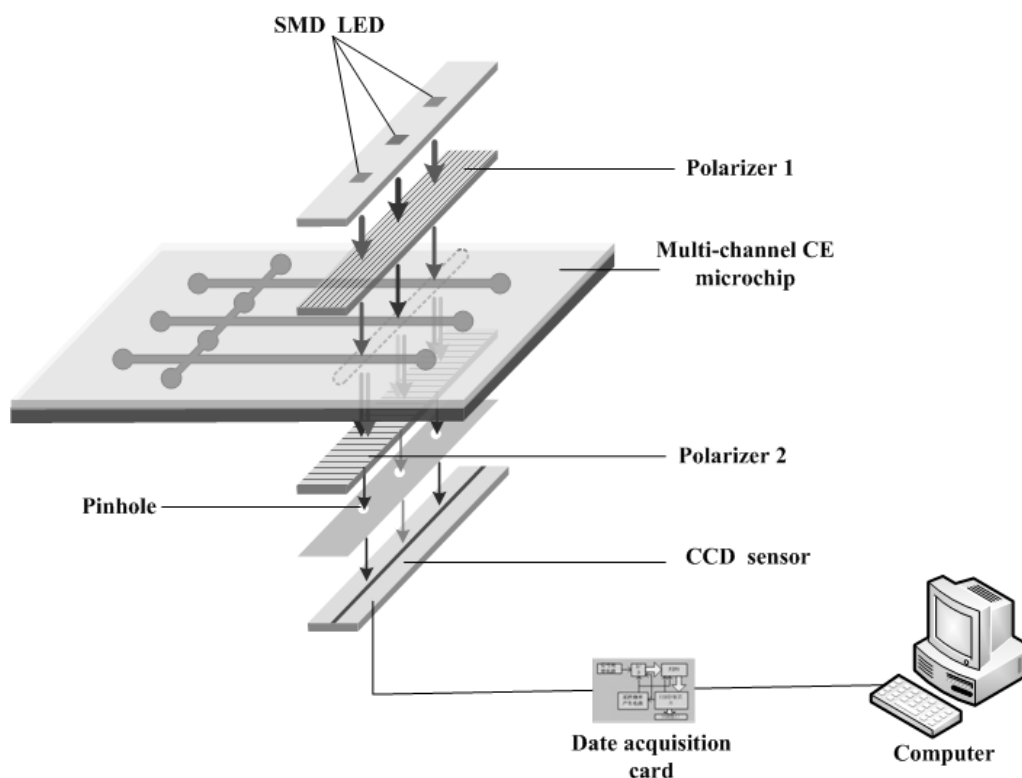 SMD LED
Polarizer 1
Multi-channel CE
microchip
Polarizer 2
Pinhole
CCD sensor
Date acquisition
card
Computer